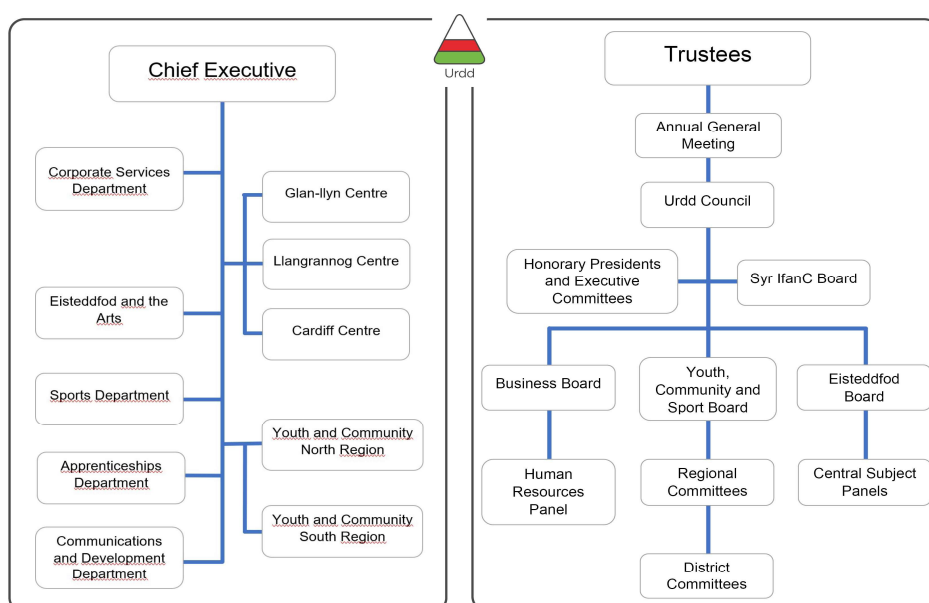 Urdd
Chief Executive
Corporate Services
Department
Glan-llyn Centre
Llangrannog Centre
Eisteddfod and the
Arts
Cardiff Centre
Sports Department
Youth and Community
North Region
Apprenticeships
Department
Youth and Community
South Region
Communications
and Development
Department
Trustees
Annual General
Meeting
Urdd Council
Honorary Presidents
and Executive
Committees
Syr IfanC Board
Business Board
Youth,
Community and
Sport Board
Eisteddfod
Board
Human
Resources
Panel
Regional
Committees
Central Subject
Panels
District
Committees